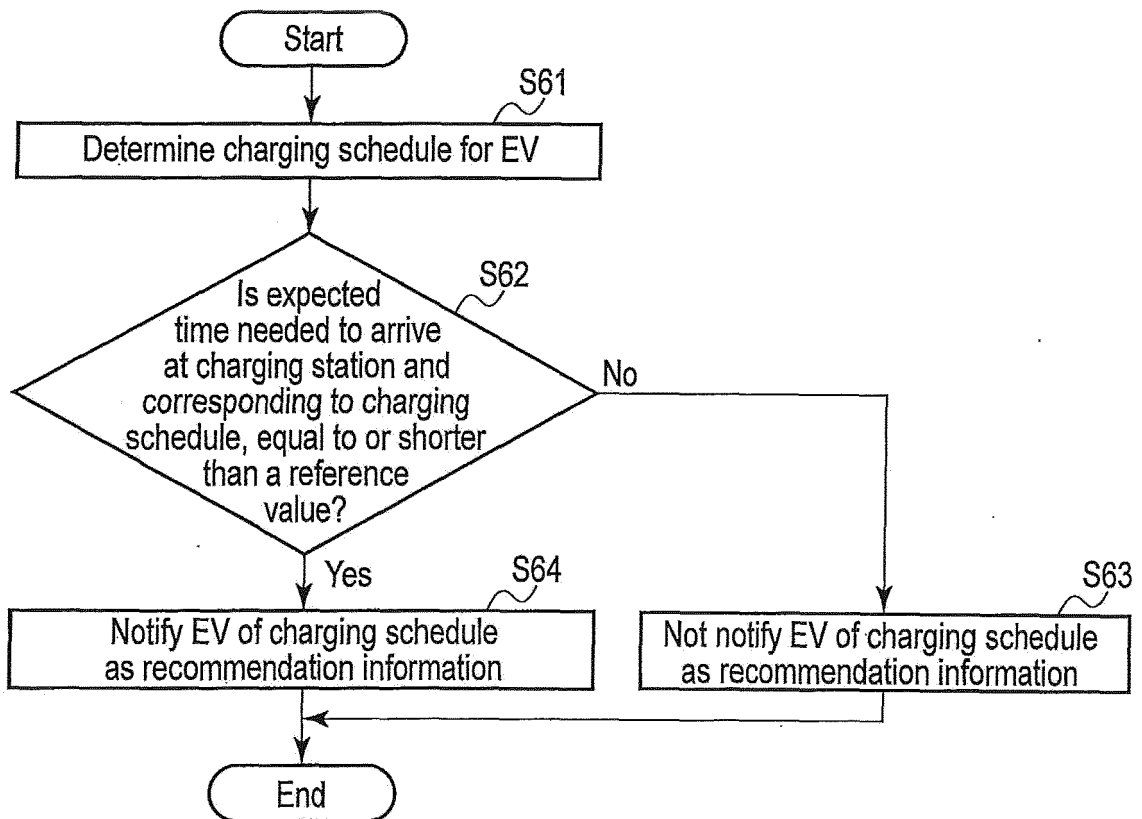 Start
S61
Determine charging schedule for EV
S62
Is expected
time needed to arrive
at charging station and
corresponding to charging
schedule, equal to or shorter
than a reference
value?
No
Yes
S64
Notify EV of charging schedule
as recommendation information
S63
Not notify EV of charging schedule
as recommendation information
End